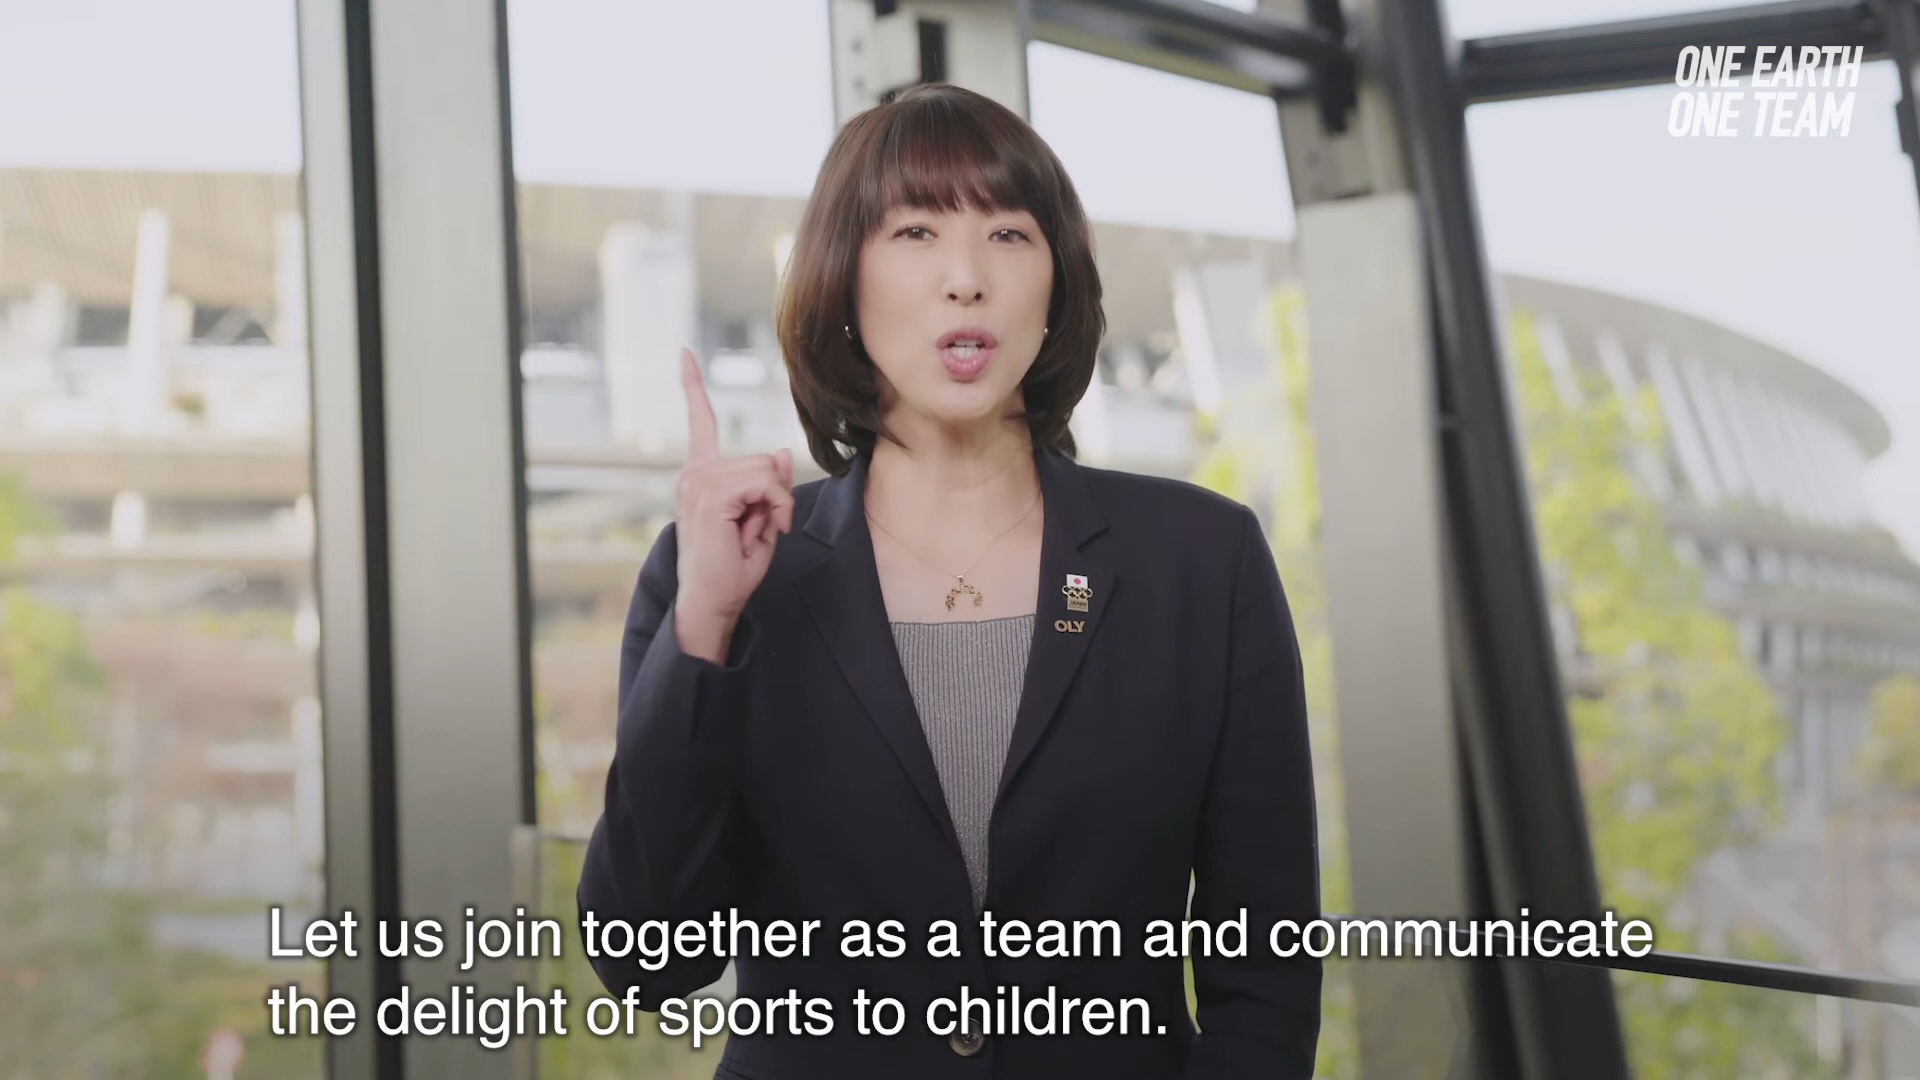 ONE EARTH
ONE TEAM
OLY
Let us join together as a team and communicate
the delight of sports to children.